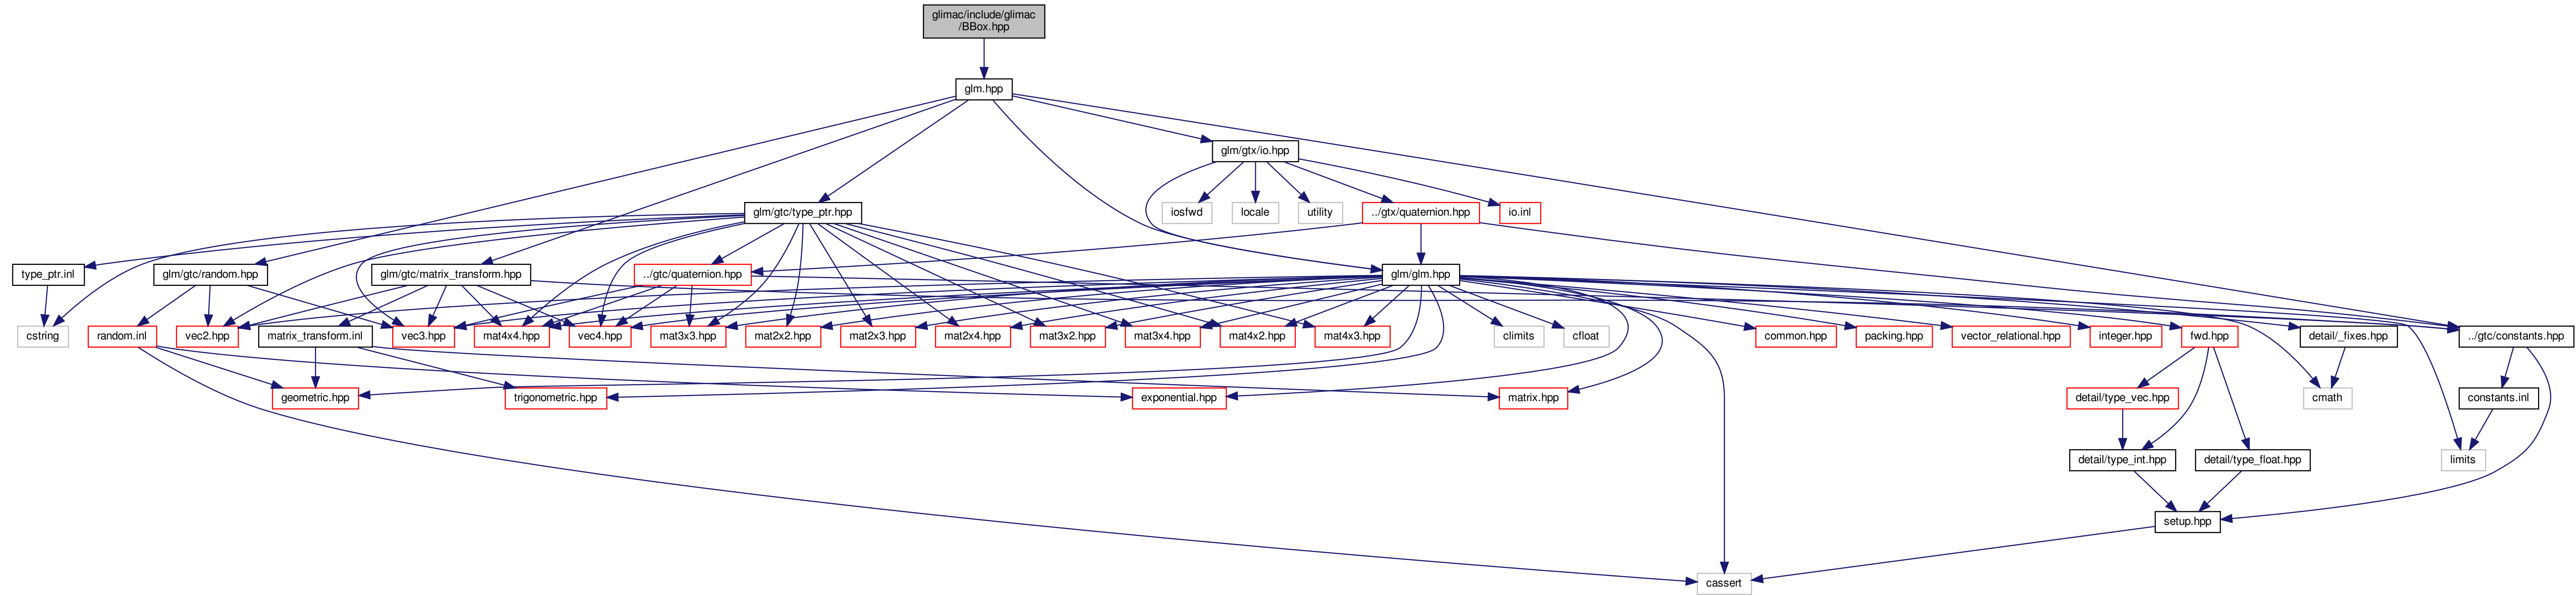 glimac/include/glimac
/BBox.hpp
glm.hpp
glm/gtx/io.hpp
glm/gtc/type_ptr.hpp
iosfwd
locale
utility
../gtx/quaternion.hpp
io.inl
type_ptr.inl
glm/gtc/random.hpp
glm/gtc/matrix_transform.hpp
../gtc/quaternion.hpp
glm/glm.hpp
cstring
random.inl
vec2.hpp
matrix_transform.inl
vec3.hpp
mat4x4.hpp
vec4.hpp
mat3x3.hpp
mat2x2.hpp
mat2x3.hpp
mat2x4.hpp
mat3x2.hpp
mat3x4.hpp
mat4x2.hpp
mat4x3.hpp
climits
cfloat
common.hpp
packing.hpp
vector_relational.hpp
integer.hpp
fwd.hpp
detail/_fixes.hpp
../gtc/constants.hpp
geometric.hpp
trigonometric.hpp
exponential.hpp
matrix.hpp
detail/type_vec.hpp
cmath
constants.inl
detail/type_int.hpp
detail/type_float.hpp
limits
setup.hpp
cassert